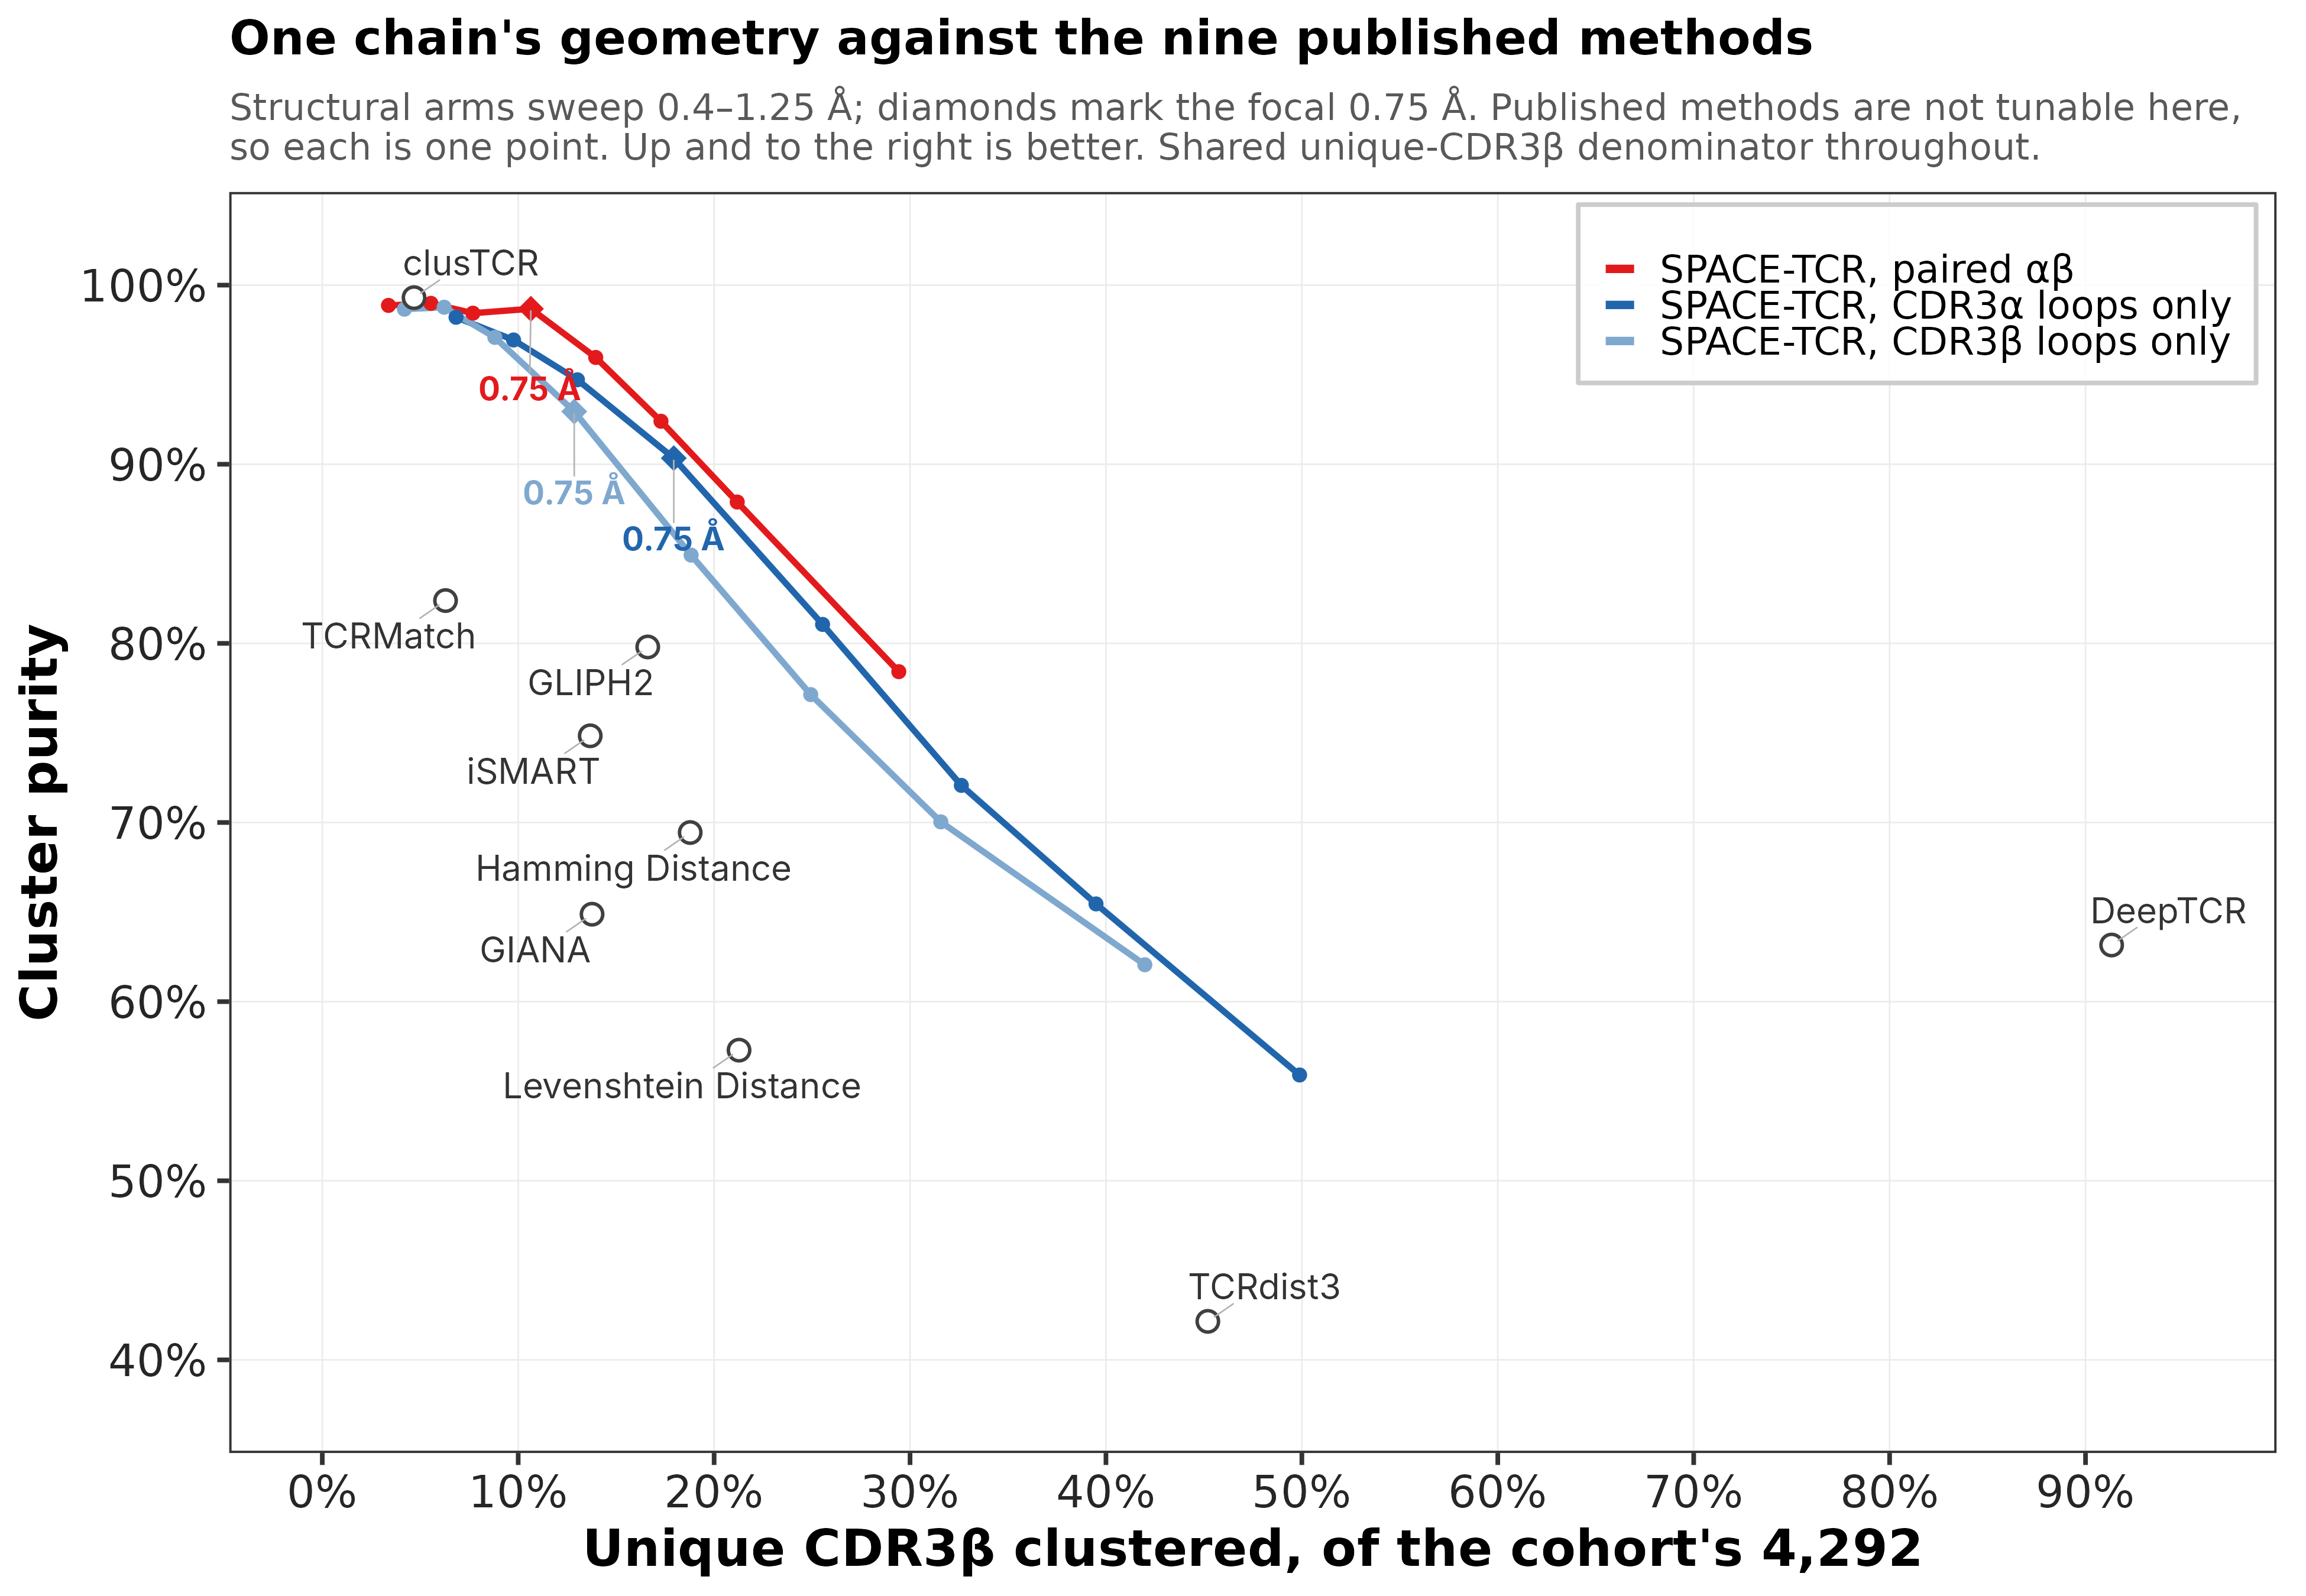 One chain's geometry against the nine published methods
Structural arms sweep 0.4–1.25 Å; diamonds mark the focal 0.75 Å. Published methods are not tunable here,
so each is one point. Up and to the right is better. Shared unique-CDR3β denominator throughout.
SPACE-TCR, paired αβ
SPACE-TCR, CDR3α loops only
SPACE-TCR, CDR3β loops only
clusTCR
0.75 Å
0.75 Å
0.75 Å
TCRMatch
GLIPH2
iSMART
Hamming Distance
GIANA
DeepTCR
Levenshtein Distance
TCRdist3
Cluster purity
100%
90%
80%
70%
60%
50%
40%
0%
10%
20%
30%
40%
50%
60%
70%
80%
90%
Unique CDR3β clustered, of the cohort's 4,292